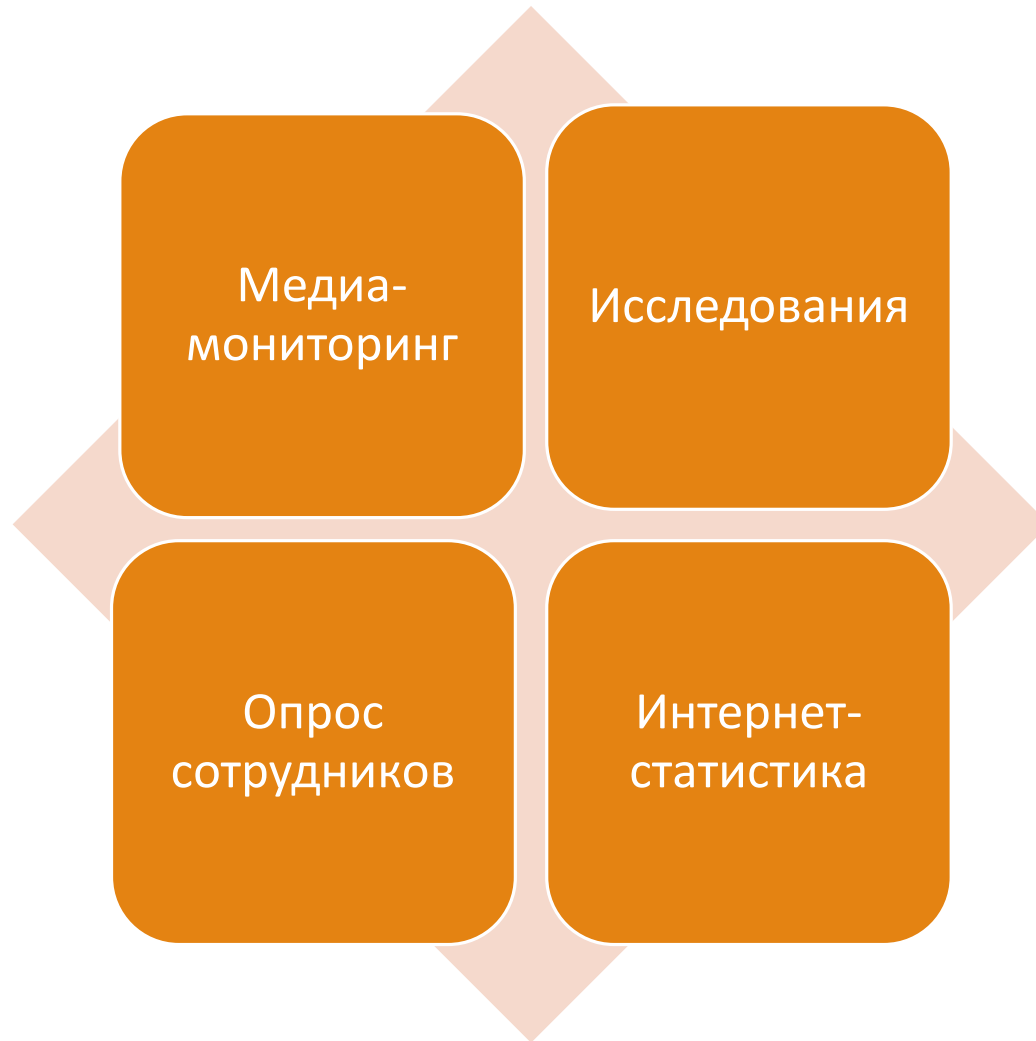 Медиа-
мониторинг
Исследования
Опрос
сотрудников
Интернет-
статистика